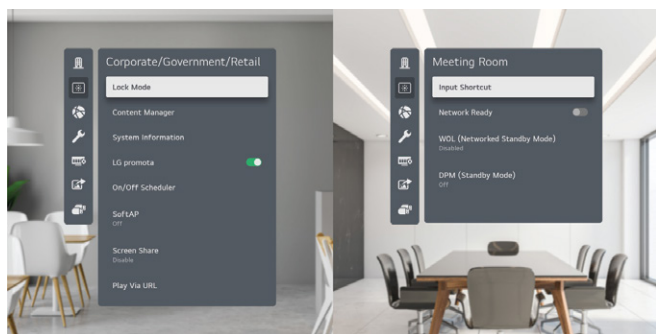 Corporate/Government/Retail
Lock Mode
Content Manager
System Information
LG promota
On/Off Scheduler
SoftAP
Off
Screen Share
Disable
Play Via URL
Meeting Room
Input Shortcut
Network Ready
WOL (Networked Standby Mode)
Disabled
DPM (Standby Mode)
Off